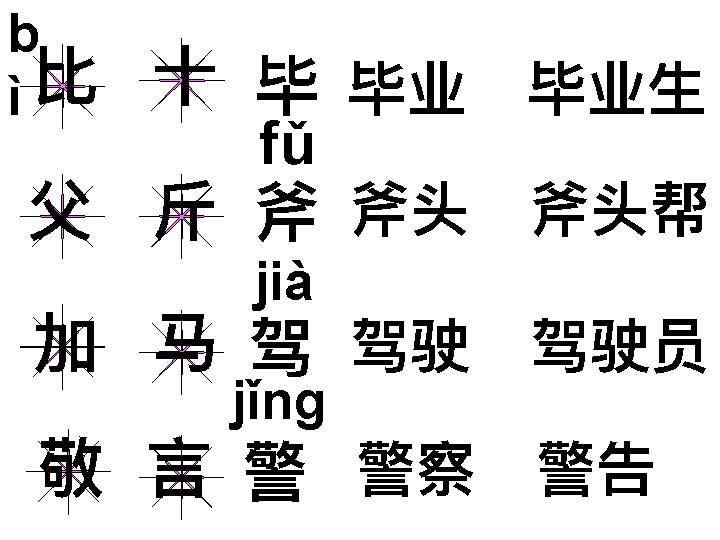 b
ì 比 十 毕 毕业 毕业生
fǔ
父 斤 斧 斧头 斧头帮
jià
加 马 驾 驾驶 驾驶员
jǐng
敬 言 警 警察 警告